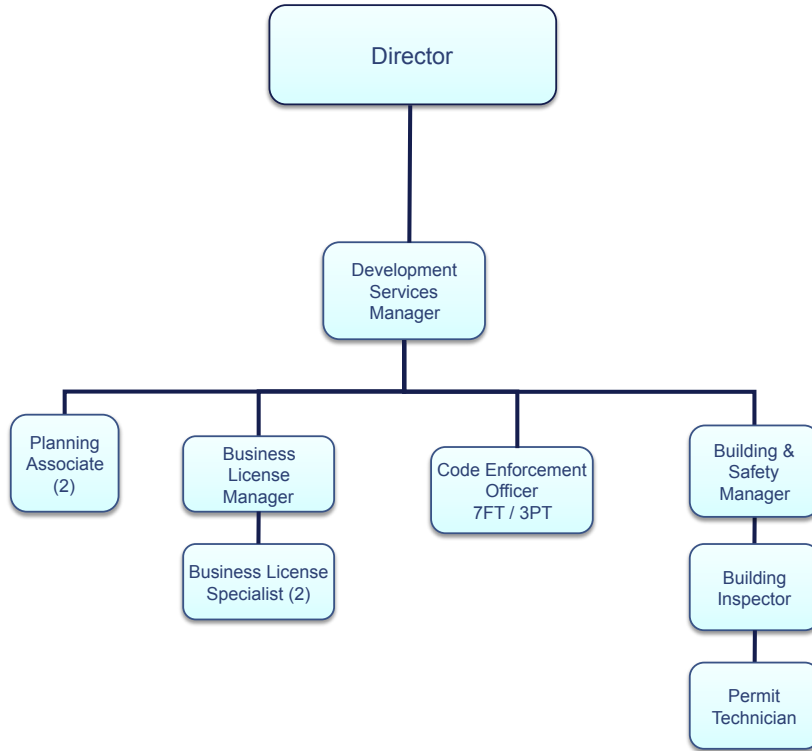 Director
Development
Services
Manager
Planning
Associate
(2)
Business
License
Manager
Code Enforcement
Officer
7FT / 3PT
Building &
Safety
Manager
Business License
Specialist (2)
Building
Inspector
Permit
Technician